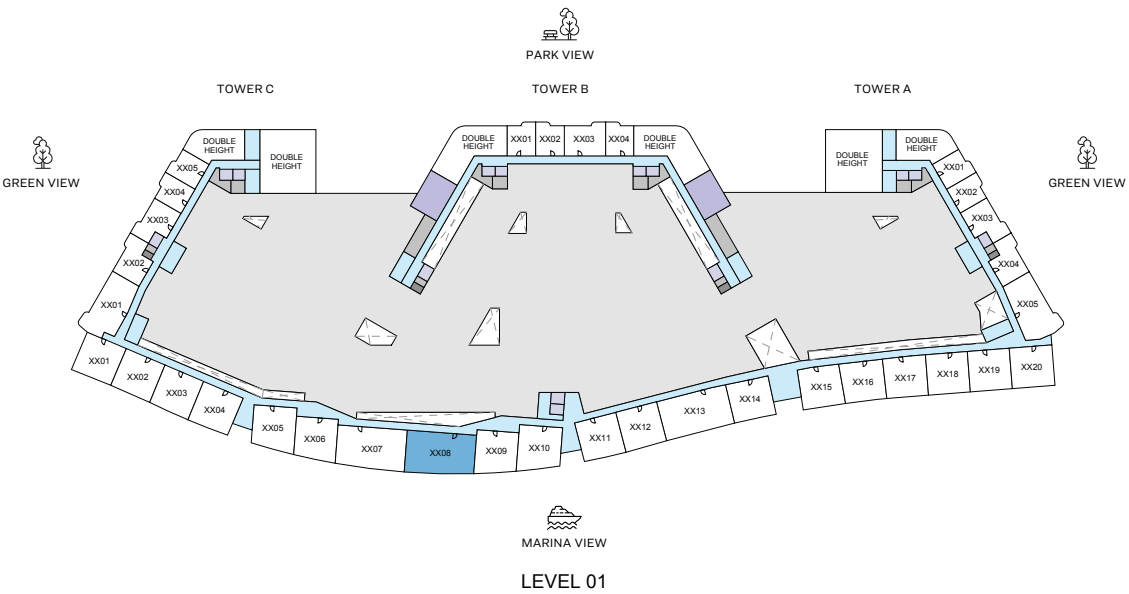 PARK VIEW
TOWER C
TOWER B
TOWER A
GREEN VIEW
GREEN VIEW
DOUBLE
HEIGHT
DOUBLE
HEIGHT
XX05
XX04
XX03
XX02
XX01
DOUBLE
HEIGHT
XX01
XX02
XX03
XX04
DOUBLE
HEIGHT
DOUBLE
HEIGHT
DOUBLE
HEIGHT
XX01
XX02
XX03
XX04
XX05
XX01
XX02
XX03
XX04
XX05
XX06
XX07
XX08
XX09
XX10
XX11
XX12
XX13
XX14
XX15
XX16
XX17
XX18
XX19
XX20
MARINA VIEW
LEVEL 01